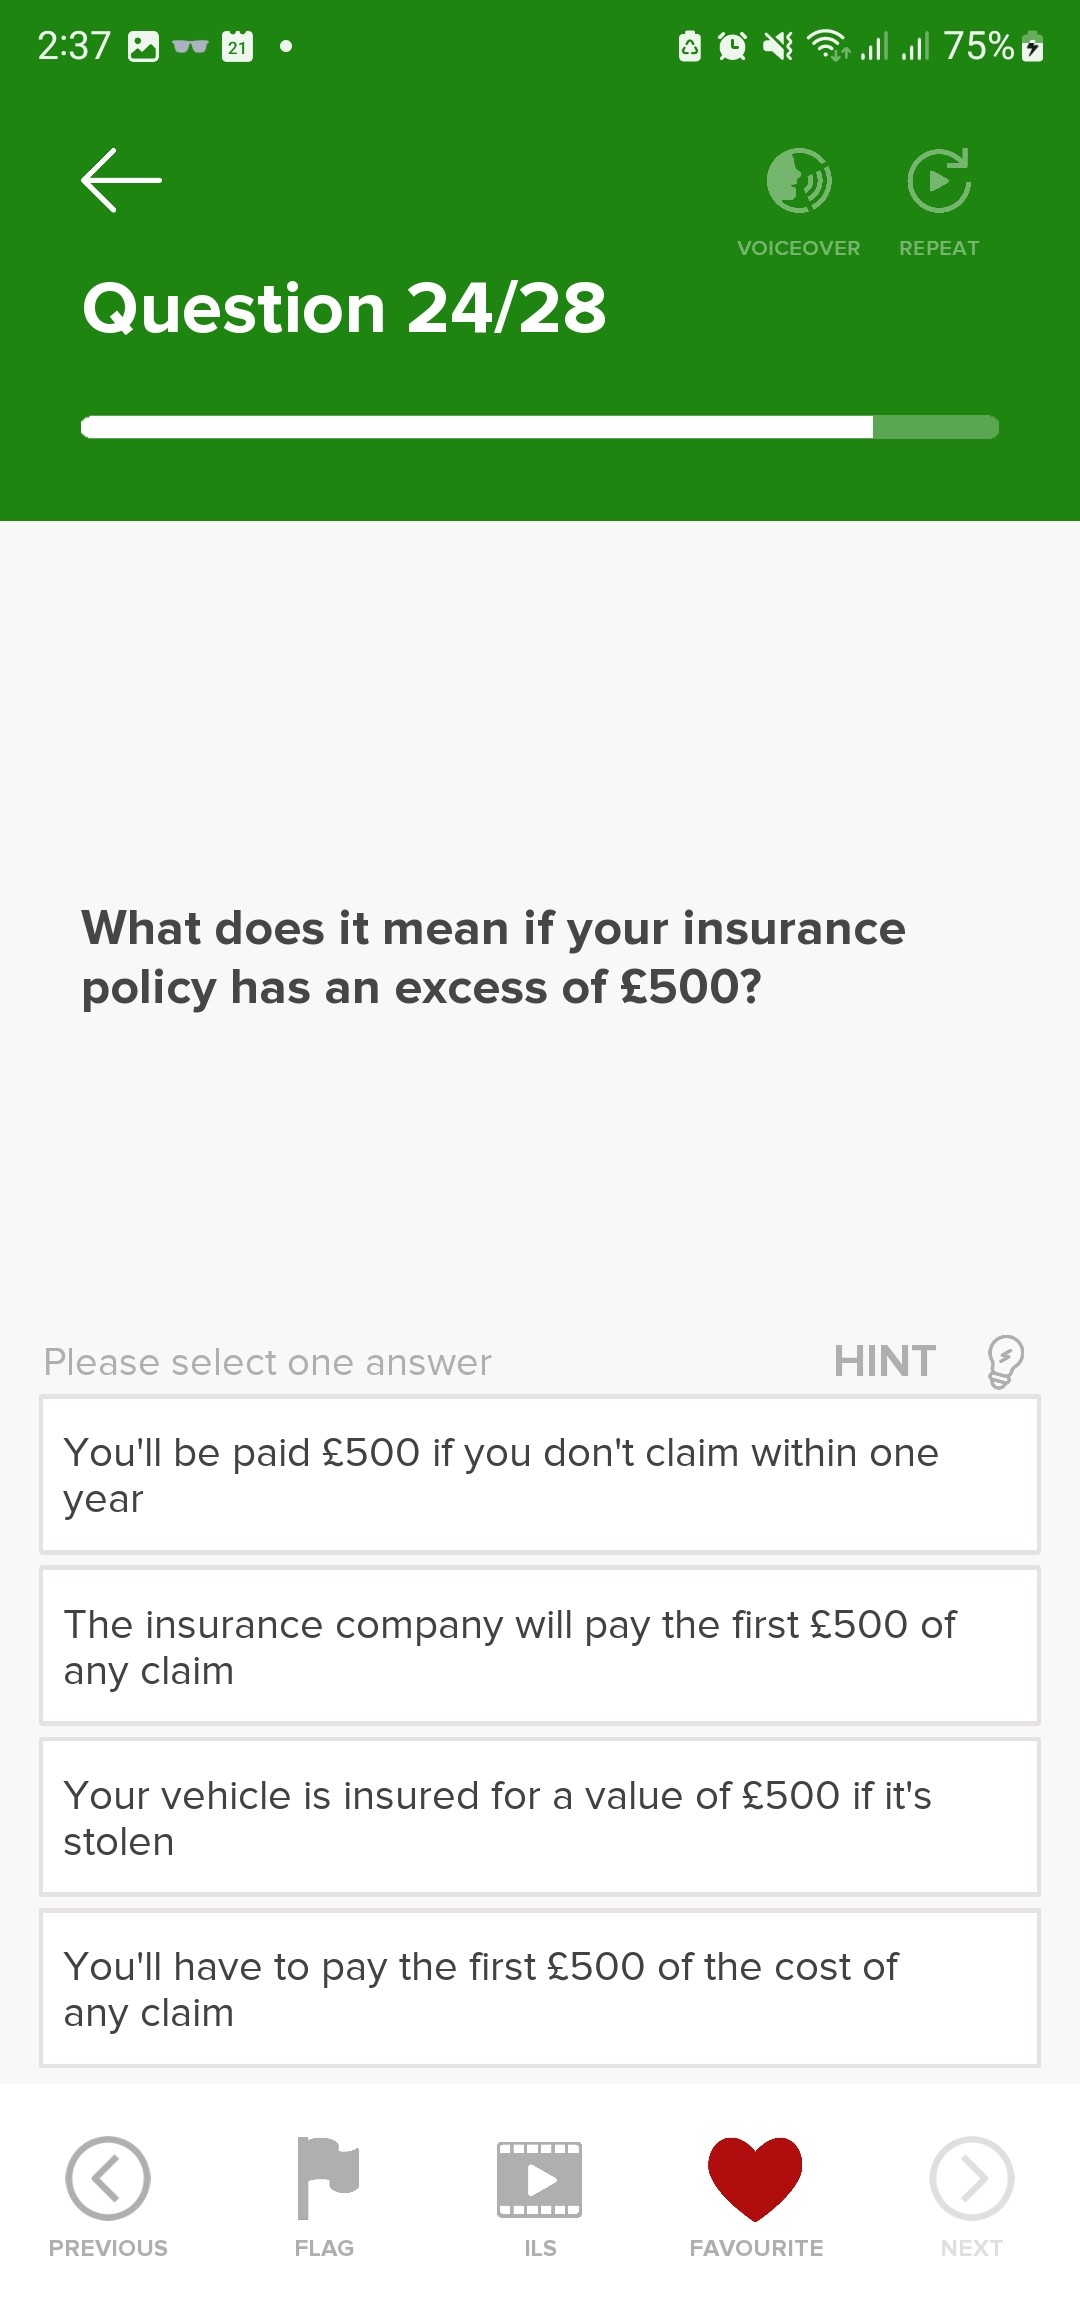 2:37
21
75%
VOICEOVER
REPEAT
Question 24/28
What does it mean if your insurance
policy has an excess of £500?
Please select one answer
HINT
You'll be paid £500 if you don't claim within one
year
The insurance company will pay the first £500 of
any claim
Your vehicle is insured for a value of £500 if it's
stolen
You'll have to pay the first £500 of the cost of
any claim
PREVIOUS
FLAG
ILS
FAVOURITE
NEXT